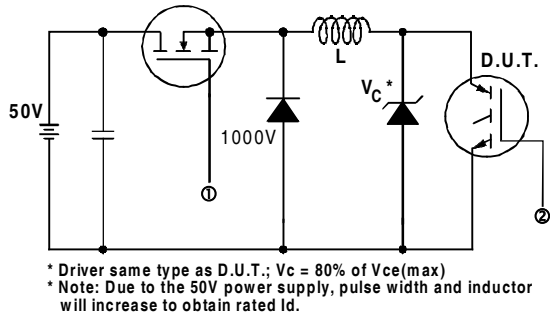 D.U.T.
L
V_C *
50V
1000V
①
②
* Driver same type as D.U.T.; Vc = 80% of Vce(max)
* Note: Due to the 50V power supply, pulse width and inductor
will increase to obtain rated Id.